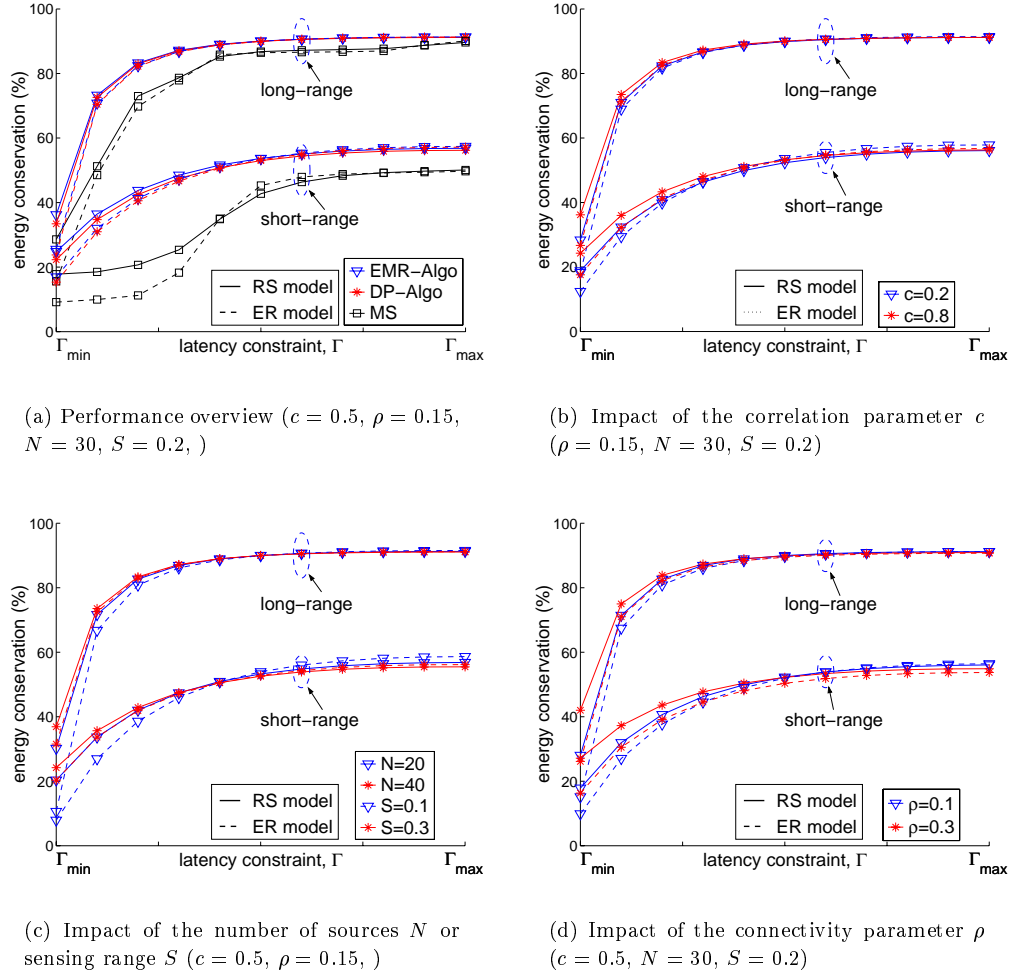 100
80
60
40
20
0
energy conservation (%)
long−range
short−range
RS model
ER model
EMR−Algo
DP−Algo
MS
Γmin
latency constraint, Γ
Γmax
(a) Performance overview (c = 0.5, ρ = 0.15,
N = 30, S = 0.2, )
100
80
60
40
20
0
energy conservation (%)
long−range
short−range
RS model
ER model
c=0.2
c=0.8
Γmin
latency constraint, Γ
Γmax
(b) Impact of the correlation parameter c
(ρ = 0.15, N = 30, S = 0.2)
100
80
60
40
20
0
energy conservation (%)
long−range
short−range
RS model
ER model
N=20
N=40
S=0.1
S=0.3
Γmin
latency constraint, Γ
Γmax
(c) Impact of the number of sources N or
sensing range S (c = 0.5, ρ = 0.15, )
100
80
60
40
20
0
energy conservation (%)
long−range
short−range
RS model
ER model
ρ=0.1
ρ=0.3
Γmin
latency constraint, Γ
Γmax
(d) Impact of the connectivity parameter ρ
(c = 0.5, N = 30, S = 0.2)